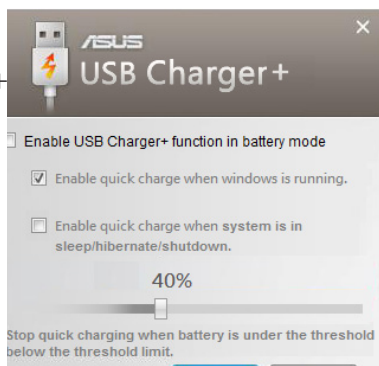 ASUS
USB Charger+
Enable USB Charger+ function in battery mode
Enable quick charge when windows is running.
Enable quick charge when system is in
sleep/hibernate/shutdown.
40%
Stop quick charging when battery is under the threshold
below the threshold limit.